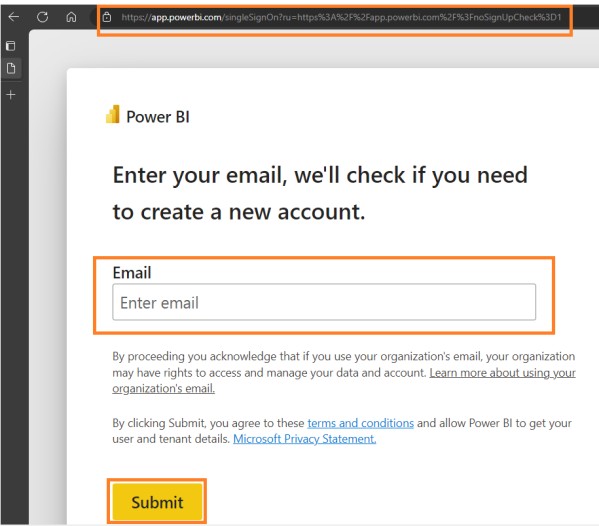 https://app.powerbi.com/singleSignOn?ru=https%3A%2F%2Fapp.powerbi.com%2F%3FnoSignUpCheck%3D1
Power BI
Enter your email, we'll check if you need
to create a new account.
Email
Enter email
By proceeding you acknowledge that if you use your organization's email, your organization
may have rights to access and manage your data and account. Learn more about using your
organization's email.
By clicking Submit, you agree to these terms and conditions and allow Power BI to get your
user and tenant details. Microsoft Privacy Statement.
Submit